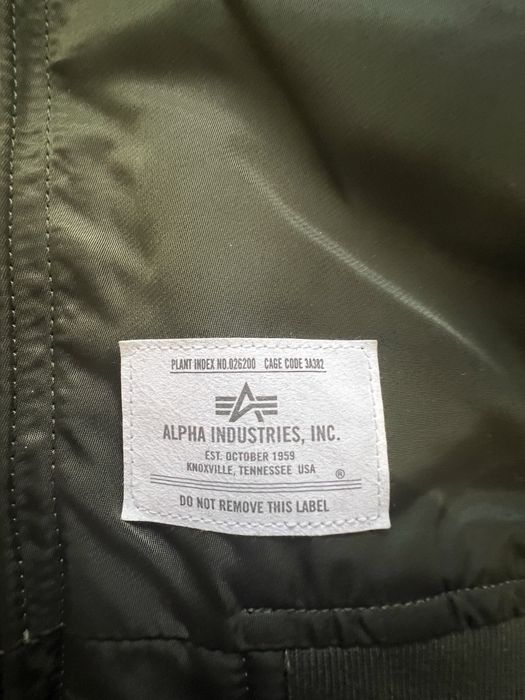 PLANT INDEX NO.026200 CAGE CODE 3A382
ALPHA INDUSTRIES, INC.
EST. OCTOBER 1959
KNOXVILLE, TENNESSEE USA ®
DO NOT REMOVE THIS LABEL